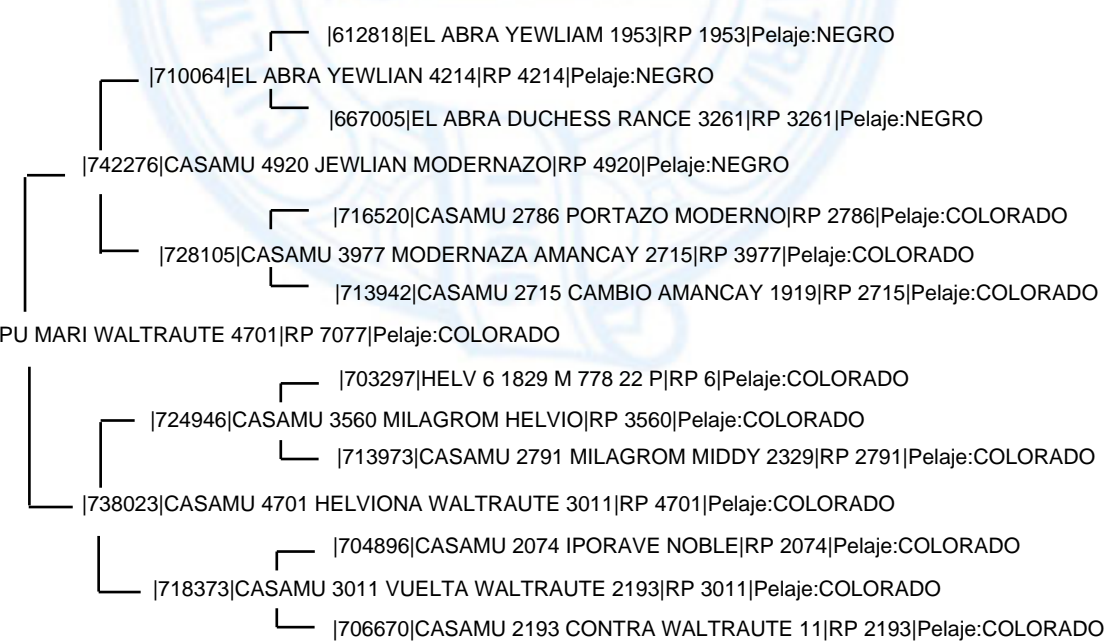 |612818|EL ABRA YEWLIAM 1953|RP 1953|Pelaje:NEGRO
|710064|EL ABRA YEWLIAN 4214|RP 4214|Pelaje:NEGRO
|667005|EL ABRA DUCHESS RANCE 3261|RP 3261|Pelaje:NEGRO
|742276|CASAMU 4920 JEWLIAN MODERNAZO|RP 4920|Pelaje:NEGRO
|716520|CASAMU 2786 PORTAZO MODERNO|RP 2786|Pelaje:COLORADO
|728105|CASAMU 3977 MODERNAZA AMANCAY 2715|RP 3977|Pelaje:COLORADO
|713942|CASAMU 2715 CAMBIO AMANCAY 1919|RP 2715|Pelaje:COLORADO
PU MARI WALTRAUTE 4701|RP 7077|Pelaje:COLORADO
|703297|HELV 6 1829 M 778 22 P|RP 6|Pelaje:COLORADO
|724946|CASAMU 3560 MILAGROM HELVIO|RP 3560|Pelaje:COLORADO
|713973|CASAMU 2791 MILAGROM MIDDY 2329|RP 2791|Pelaje:COLORADO
|738023|CASAMU 4701 HELVIONA WALTRAUTE 3011|RP 4701|Pelaje:COLORADO
|704896|CASAMU 2074 IPORAVE NOBLE|RP 2074|Pelaje:COLORADO
|718373|CASAMU 3011 VUELTA WALTRAUTE 2193|RP 3011|Pelaje:COLORADO
|706670|CASAMU 2193 CONTRA WALTRAUTE 11|RP 2193|Pelaje:COLORADO